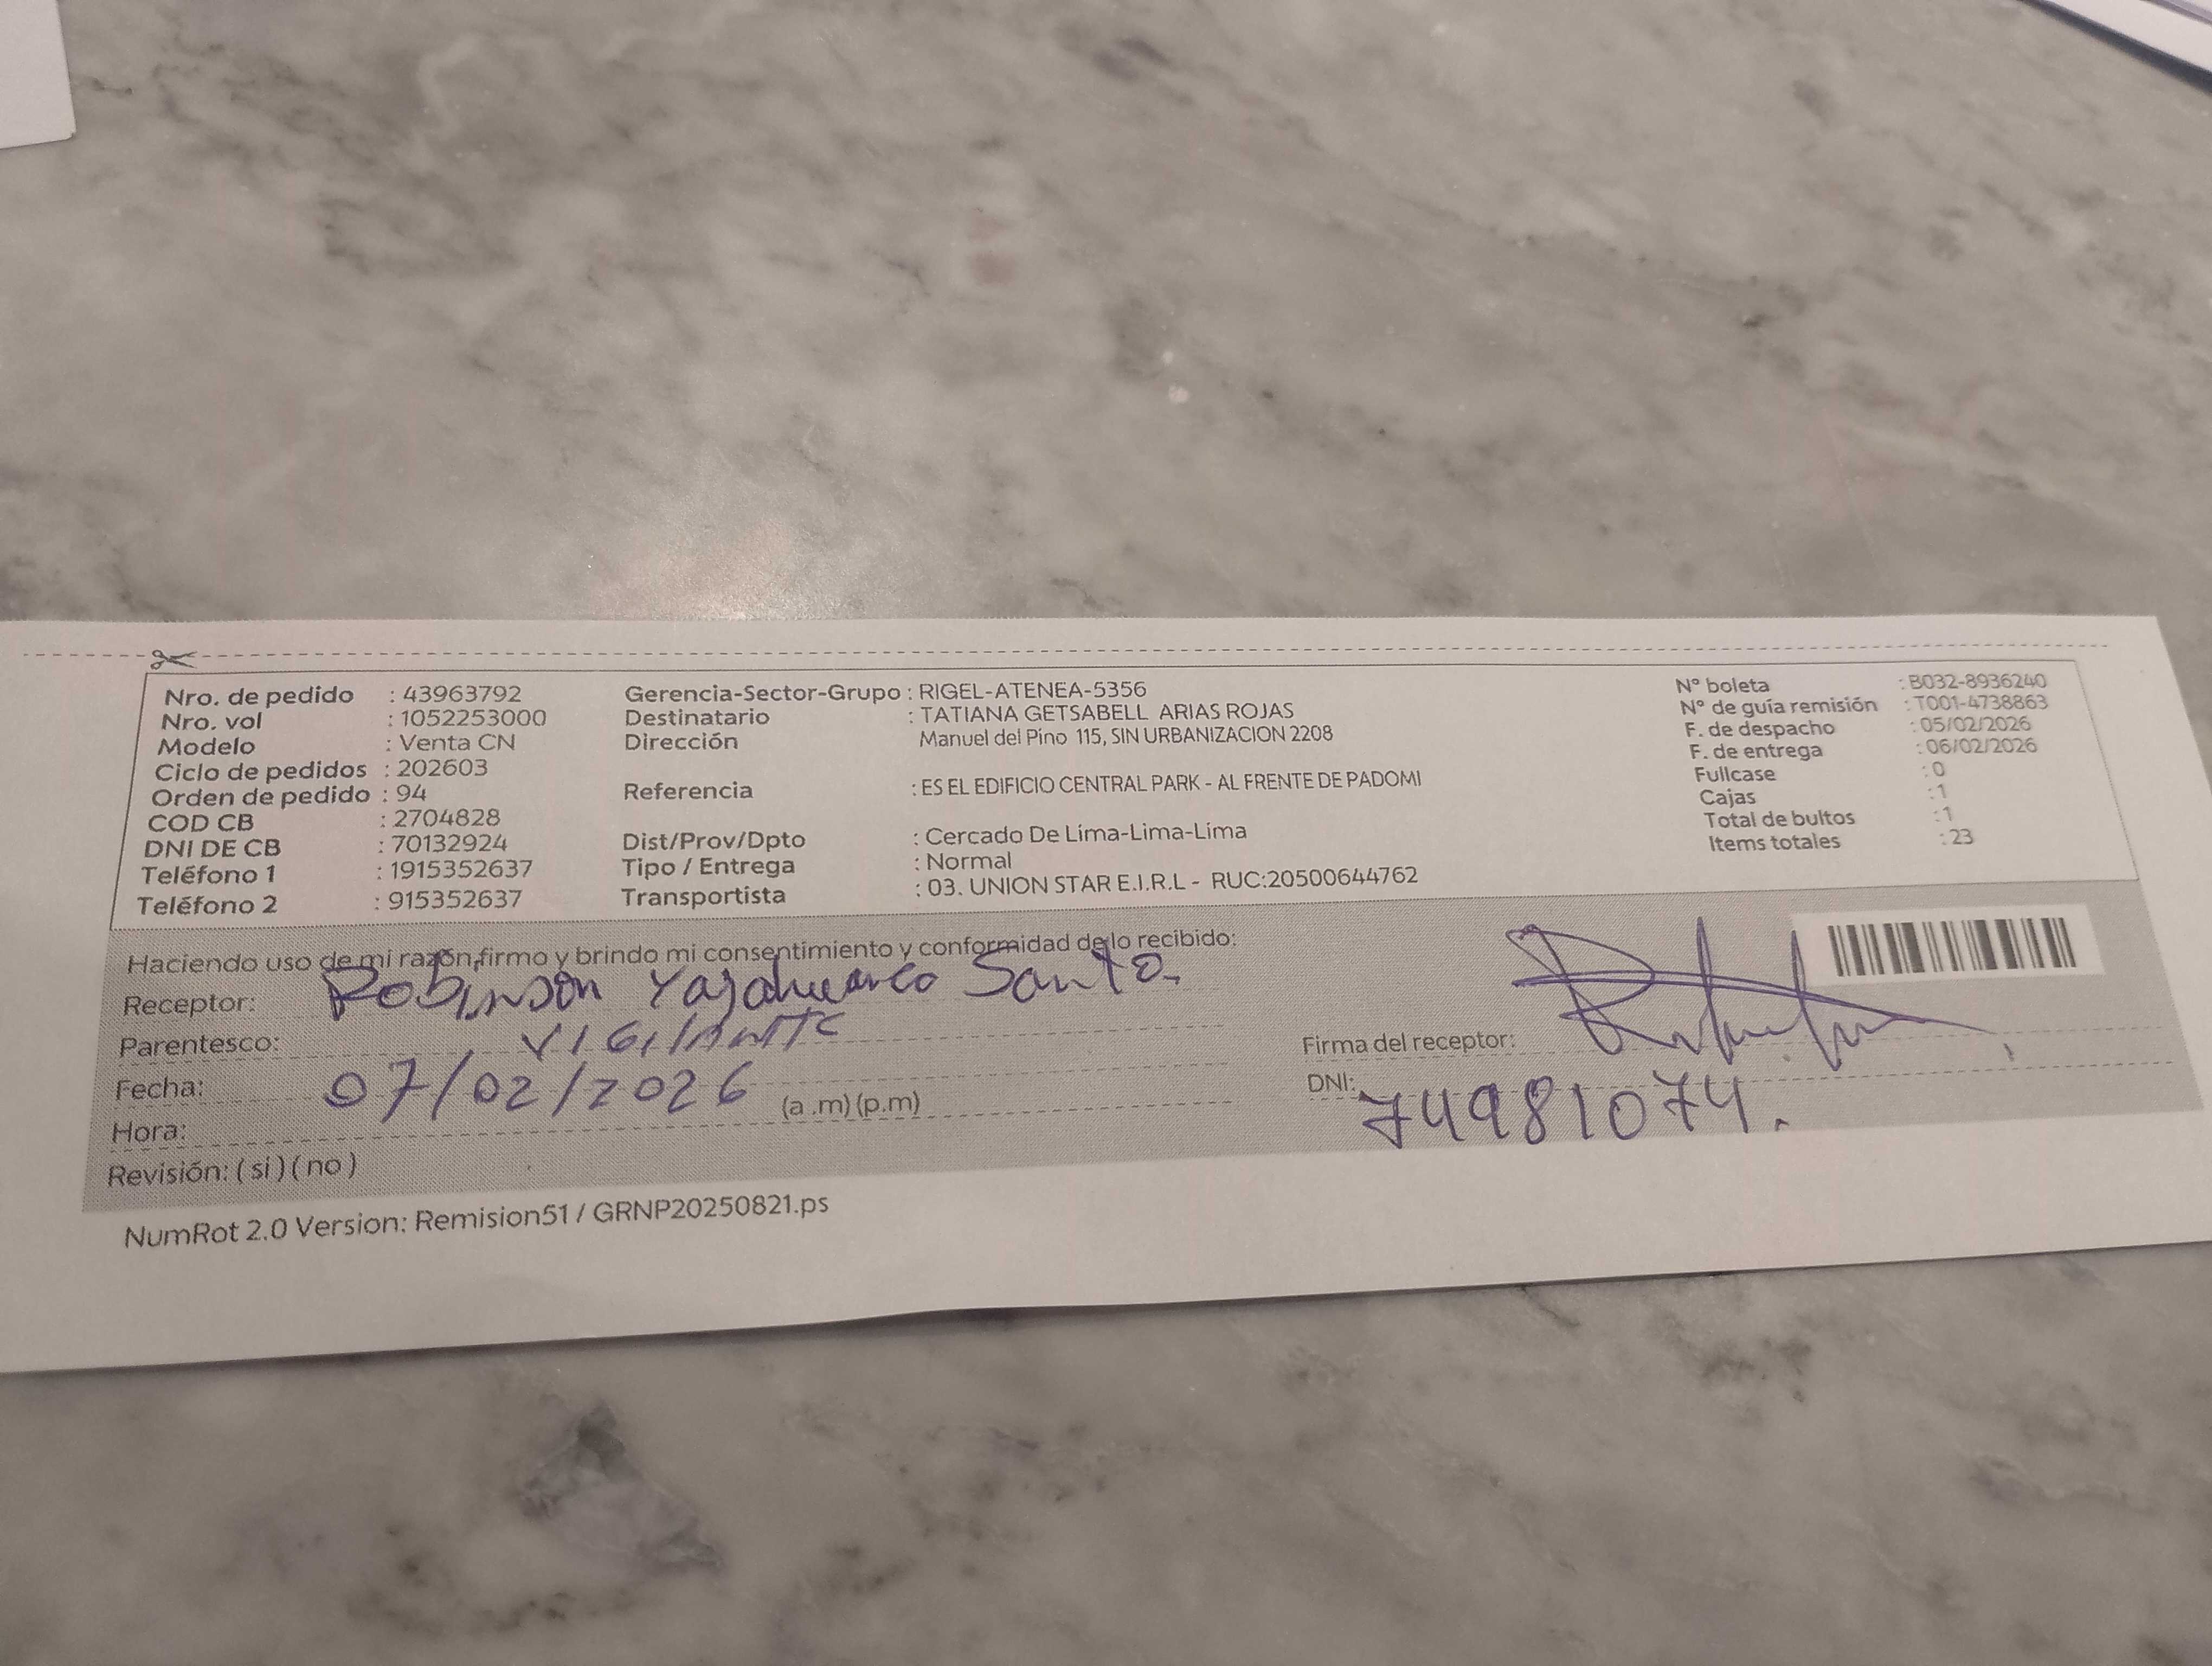 Nro. de pedido : 43963792
Nro. vol : 1052253000
Modelo : Venta CN
Ciclo de pedidos : 202603
Orden de pedido : 94
COD CB : 2704828
DNI DE CB : 70132924
Teléfono 1 : 1915352637
Teléfono 2 : 915352637
Gerencia-Sector-Grupo : RIGEL-ATENEA-5356
Destinatario : TATIANA GETSABELL ARIAS ROJAS
Dirección Manuel del Pino 115, SIN URBANIZACION 2208
Referencia : ES EL EDIFICIO CENTRAL PARK - AL FRENTE DE PADOMI
Dist/Prov/Dpto : Cercado De Lima-Lima-Lima
Tipo / Entrega : Normal
Transportista : 03. UNION STAR E.I.R.L - RUC:20500644762
N° boleta : B032-8936240
N° de guía remisión : T001-4738863
F. de despacho : 05/02/2026
F. de entrega : 06/02/2026
Fullcase : 0
Cajas : 1
Total de bultos : 1
Items totales : 23
Haciendo uso de mi razón,firmo y brindo mi consentimiento y conformidad de lo recibido:
Receptor: Robinson Santo.
Parentesco: VIGILANTE
Fecha: 07/02/2026
Hora: (a .m) (p.m)
Revisión: ( si ) ( no )
Firma del receptor:
DNI: 74981074.
NumRot 2.0 Version: Remision51 / GRNP20250821.ps